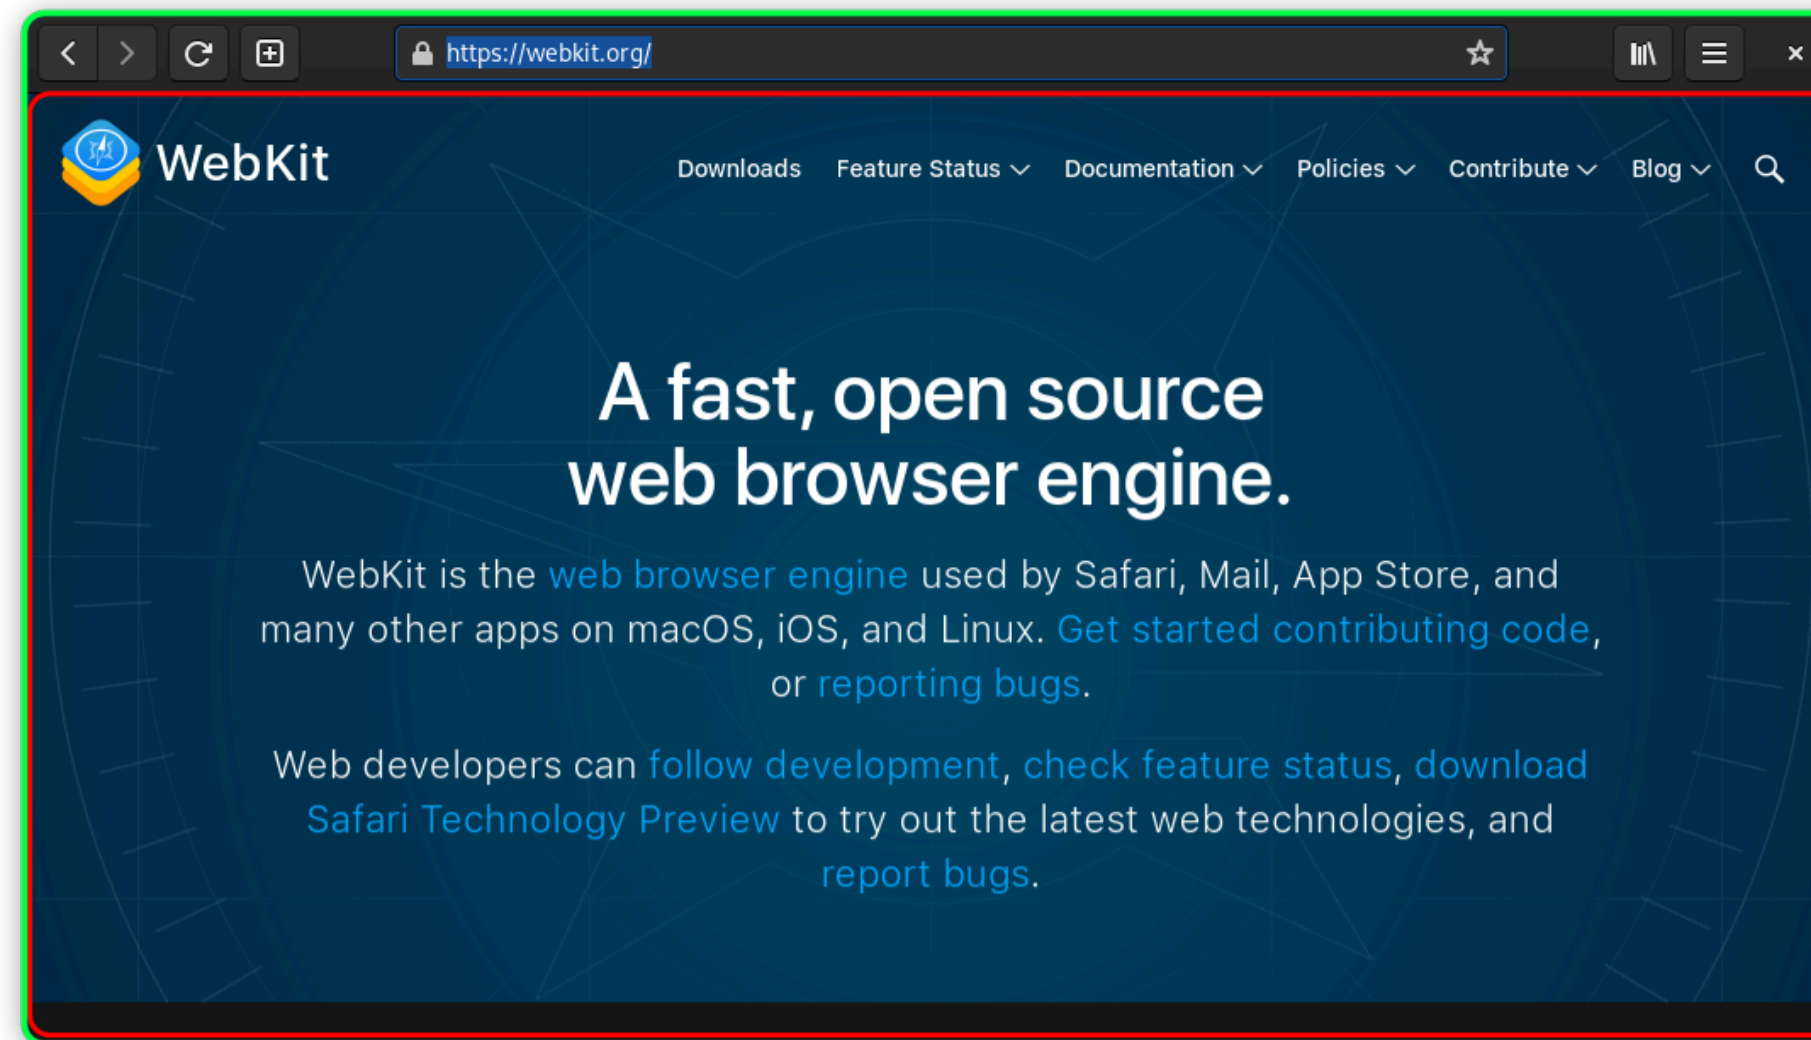 https://webkit.org/
WebKit
Downloads Feature Status Documentation Policies Contribute Blog
A fast, open source
web browser engine.
WebKit is the web browser engine used by Safari, Mail, App Store, and
many other apps on macOS, iOS, and Linux. Get started contributing code,
or reporting bugs.
Web developers can follow development, check feature status, download
Safari Technology Preview to try out the latest web technologies, and
report bugs.